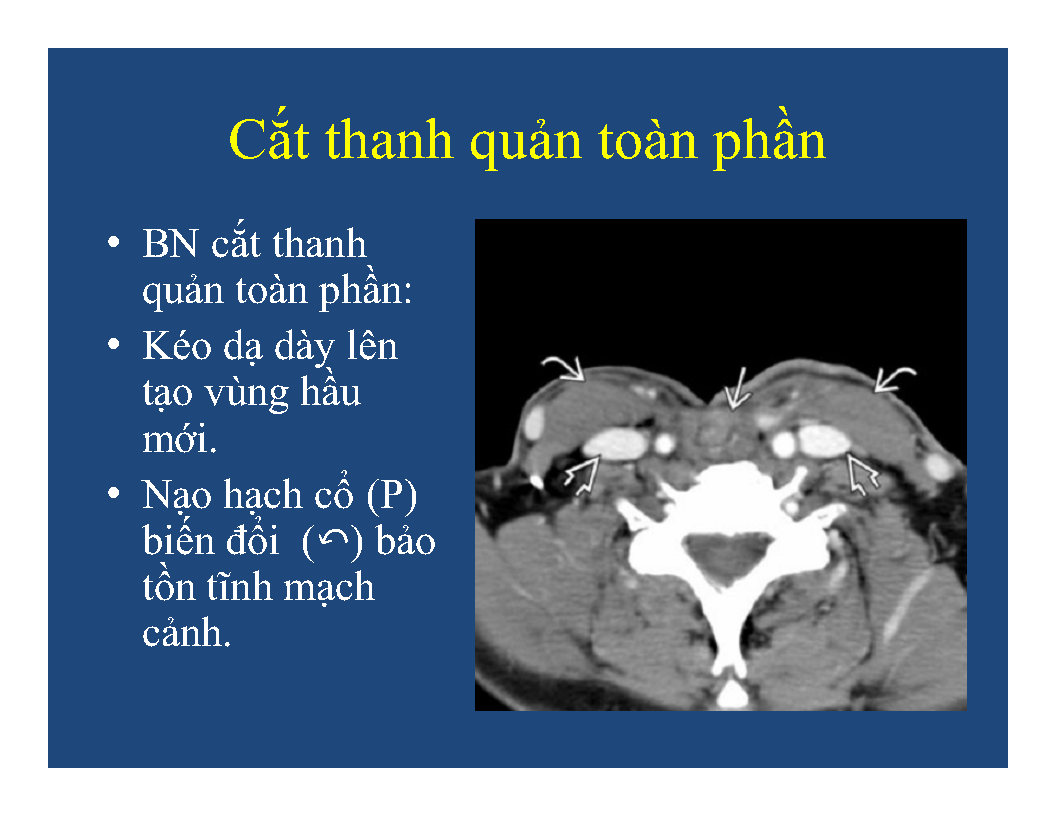 Cắt thanh quản toàn phần
• BN cắt thanh
quản toàn phần:
• Kéo dạ dày lên
tạo vùng hầu
mới.
• Nạo hạch cổ (P)
biến đổi (↶) bảo
tồn tĩnh mạch
cảnh.